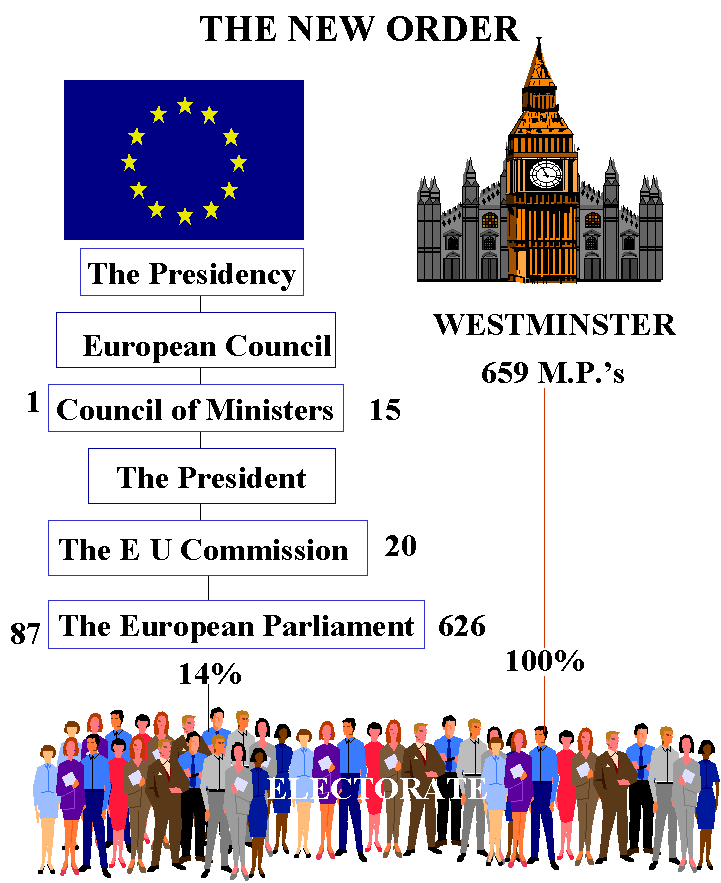 THE NEW ORDER
The Presidency
European Council
1 Council of Ministers 15
The President
The E U Commission 20
87 The European Parliament 626
14%
WESTMINSTER
659 M.P.’s
100%
ELECTORATE